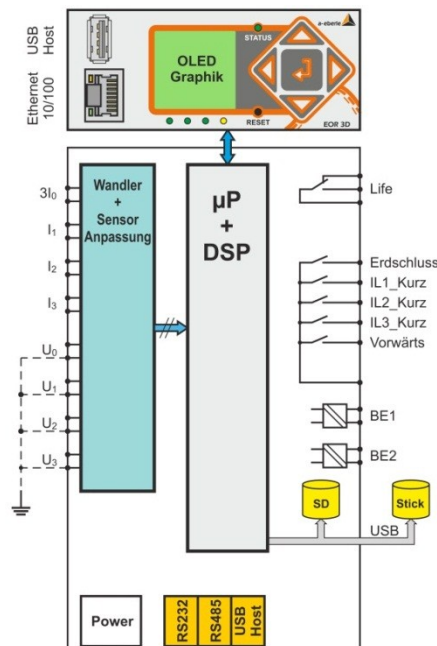 USB
Host
Ethernet
10/100
OLED
Graphik
STATUS
a-eberle
RESET
EOR 3D
Wandler
+
Sensor
Anpassung
µP
+
DSP
3I0
I1
I2
I3
U0
U1
U2
U3
Life
Erdschluss
IL1_Kurz
IL2_Kurz
IL3_Kurz
Vorwärts
BE1
BE2
SD
Stick
USB
Power
RS232
RS485
USB
Host